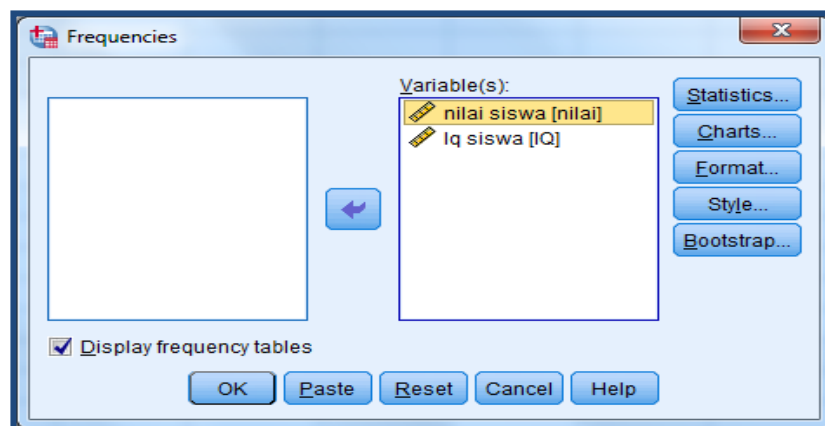 Frequencies
Variable(s):
nilai siswa [nilai]
Iq siswa [IQ]
Statistics...
Charts...
Format...
Style...
Bootstrap...
Display frequency tables
OK Paste Reset Cancel Help